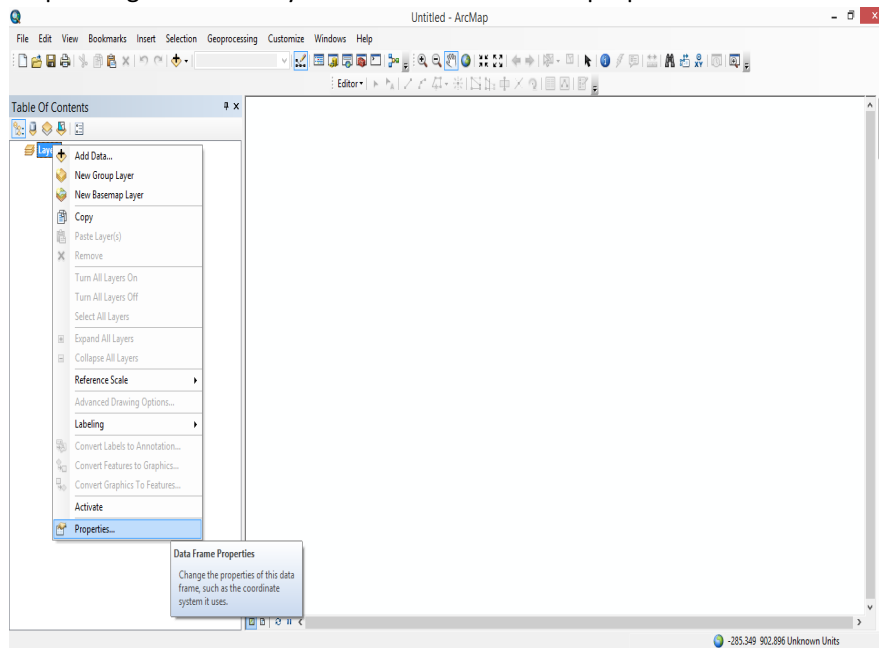 Untitled - ArcMap
File Edit View Bookmarks Insert Selection Geoprocessing Customize Windows Help
Editor
Table Of Contents
Add Data...
New Group Layer
New Basemap Layer
Copy
Paste Layer(s)
Remove
Turn All Layers On
Turn All Layers Off
Select All Layers
Expand All Layers
Collapse All Layers
Reference Scale
Advanced Drawing Options...
Labeling
Convert Labels to Annotation...
Convert Features to Graphics...
Convert Graphics To Features...
Activate
Properties...
Data Frame Properties
Change the properties of this data
frame, such as the coordinate
system it uses.
-285.349 902.896 Unknown Units